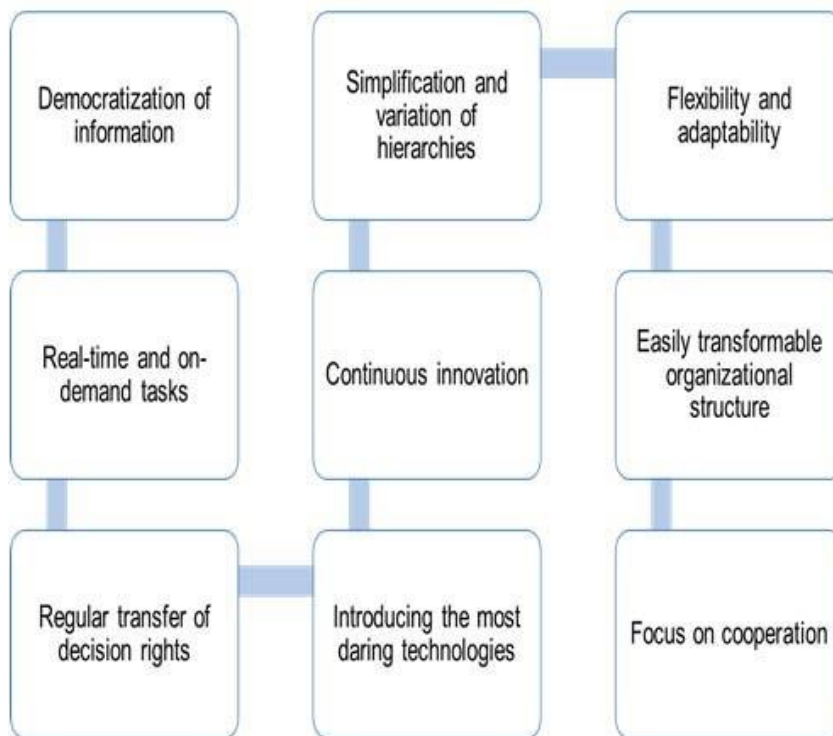 Democratization of
information
Real-time and on-
demand tasks
Regular transfer of
decision rights
Introducing the most
daring technologies
Continuous innovation
Simplification and
variation of
hierarchies
Flexibility and
adaptability
Easily transformable
organizational
structure
Focus on cooperation